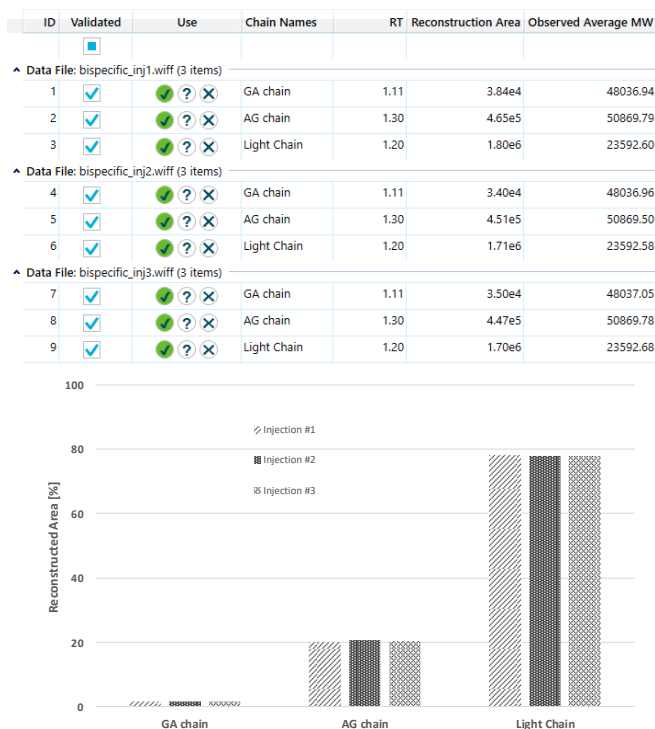 ID Validated Use Chain Names RT Reconstruction Area Observed Average MW
Data File: bispecific_inj1.wiff (3 items)
1 GA chain 1.11 3.84e4 48036.94
2 AG chain 1.30 4.65e5 50869.79
3 Light Chain 1.20 1.80e6 23592.60
Data File: bispecific_inj2.wiff (3 items)
4 GA chain 1.11 3.40e4 48036.96
5 AG chain 1.30 4.51e5 50869.50
6 Light Chain 1.20 1.71e6 23592.58
Data File: bispecific_inj3.wiff (3 items)
7 GA chain 1.11 3.50e4 48037.05
8 AG chain 1.30 4.47e5 50869.78
9 Light Chain 1.20 1.70e6 23592.68
100
80
60
40
20
0
Reconstructed Area [%]
Injection #1
Injection #2
Injection #3
GA chain AG chain Light Chain